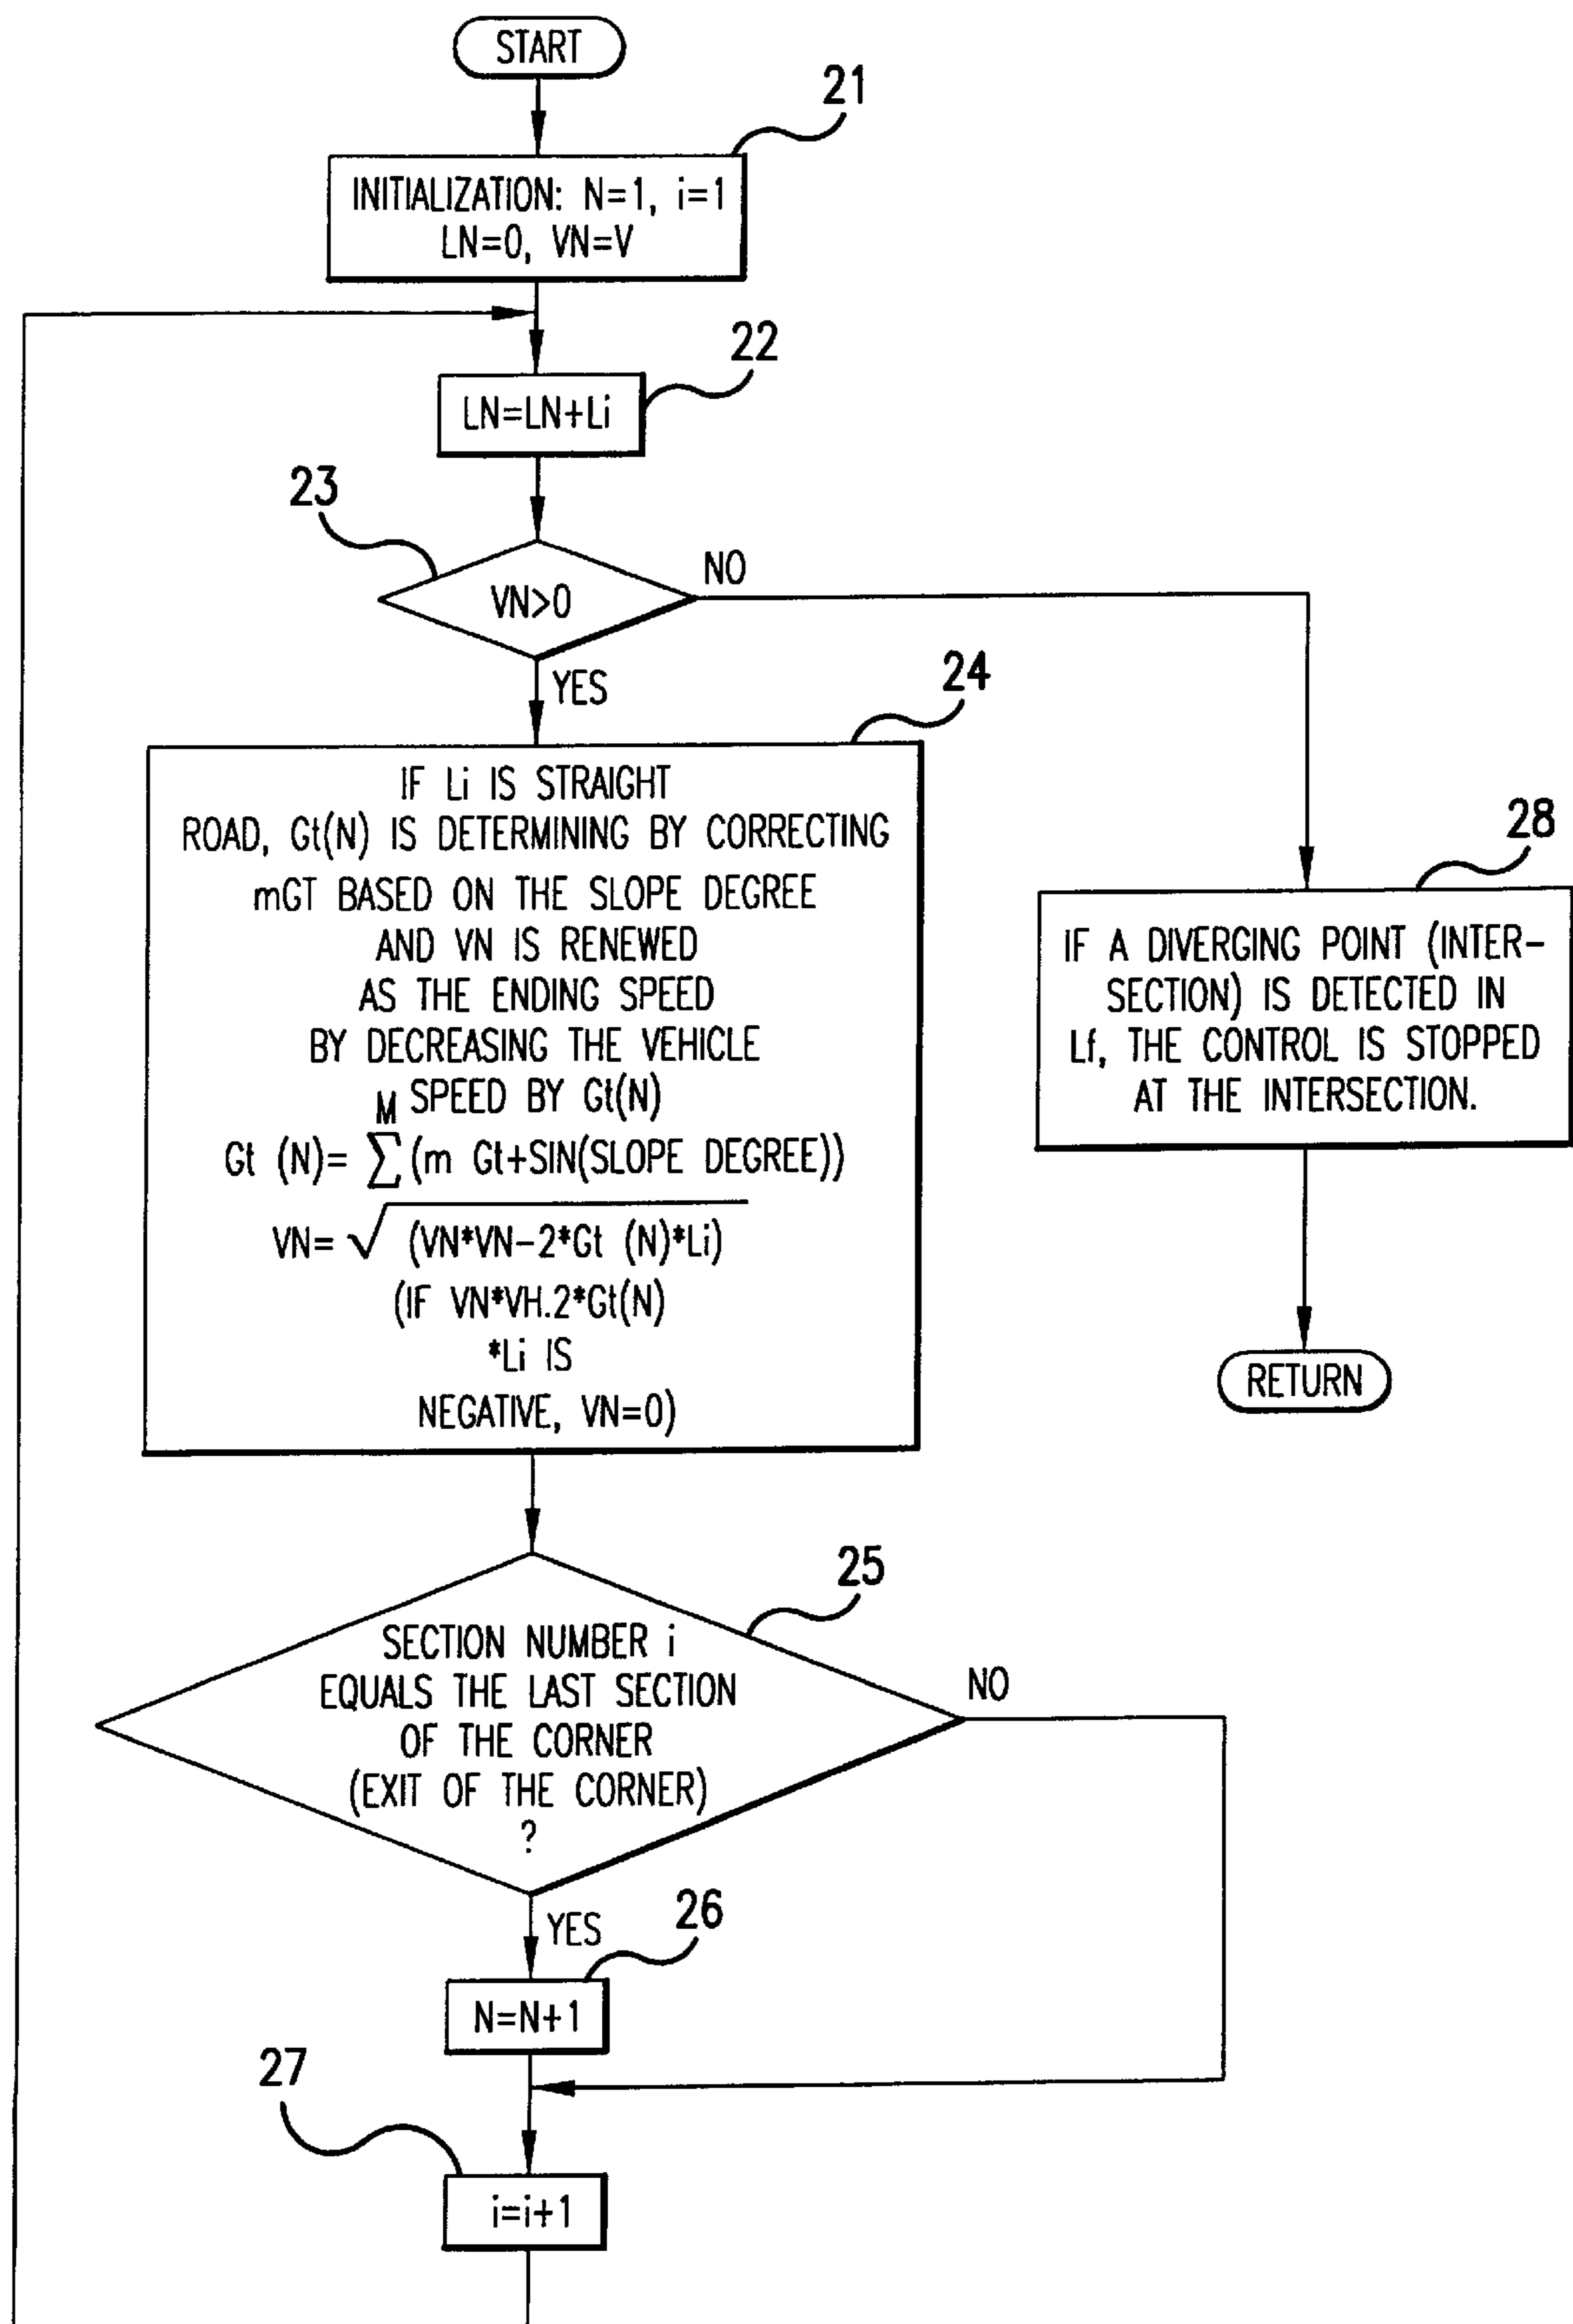 START
21
INITIALIZATION: N=1, i=1
LN=0, VN=V
22
LN=LN+Li
23
VN>0
NO
YES
24
IF Li IS STRAIGHT
ROAD, Gt(N) IS DETERMINING BY CORRECTING
mGT BASED ON THE SLOPE DEGREE
AND VN IS RENEWED
AS THE ENDING SPEED
BY DECREASING THE VEHICLE
SPEED BY Gt(N)
M
Gt (N)= ∑ (m Gt+SIN(SLOPE DEGREE))
VN= √ (VN*VN-2*Gt (N)*Li)
(IF VN*VH.2*Gt(N)
*Li IS
NEGATIVE, VN=0)
28
IF A DIVERGING POINT (INTER-
SECTION) IS DETECTED IN
Lf, THE CONTROL IS STOPPED
AT THE INTERSECTION.
RETURN
25
SECTION NUMBER i
EQUALS THE LAST SECTION
OF THE CORNER
(EXIT OF THE CORNER)
?
NO
YES
26
N=N+1
27
i=i+1